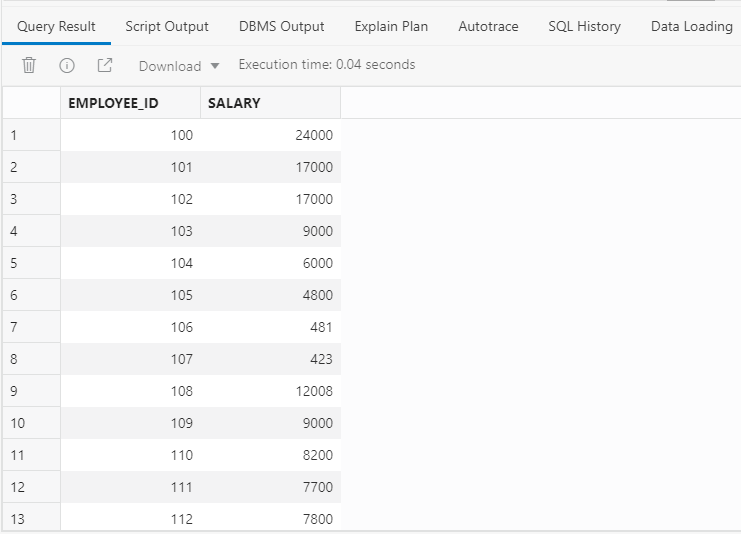 Query Result Script Output DBMS Output Explain Plan Autotrace SQL History Data Loading
Download Execution time: 0.04 seconds
EMPLOYEE_ID SALARY
1 100 24000
2 101 17000
3 102 17000
4 103 9000
5 104 6000
6 105 4800
7 106 481
8 107 423
9 108 12008
10 109 9000
11 110 8200
12 111 7700
13 112 7800